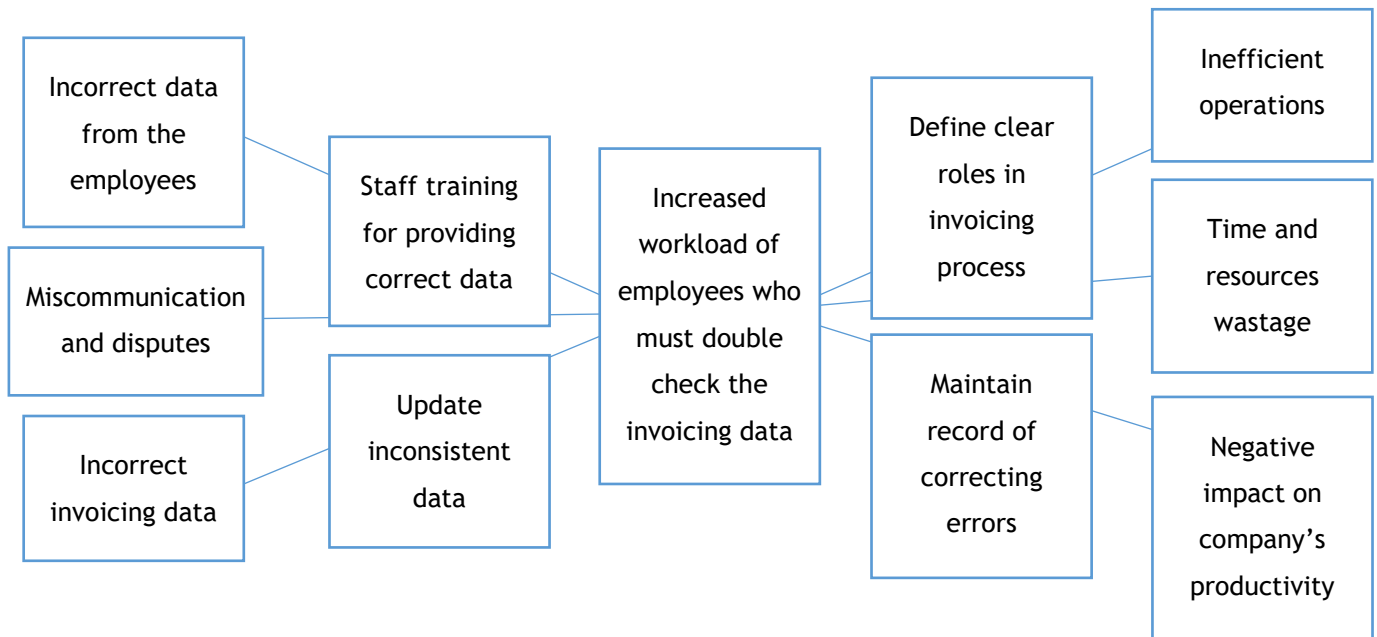 Incorrect data
from the
employees
Miscommunication
and disputes
Incorrect
invoicing data
Staff training
for providing
correct data
Update
inconsistent
data
Increased
workload of
employees who
must double
check the
invoicing data
Define clear
roles in
invoicing
process
Maintain
record of
correcting
errors
Inefficient
operations
Time and
resources
wastage
Negative
impact on
company’s
productivity